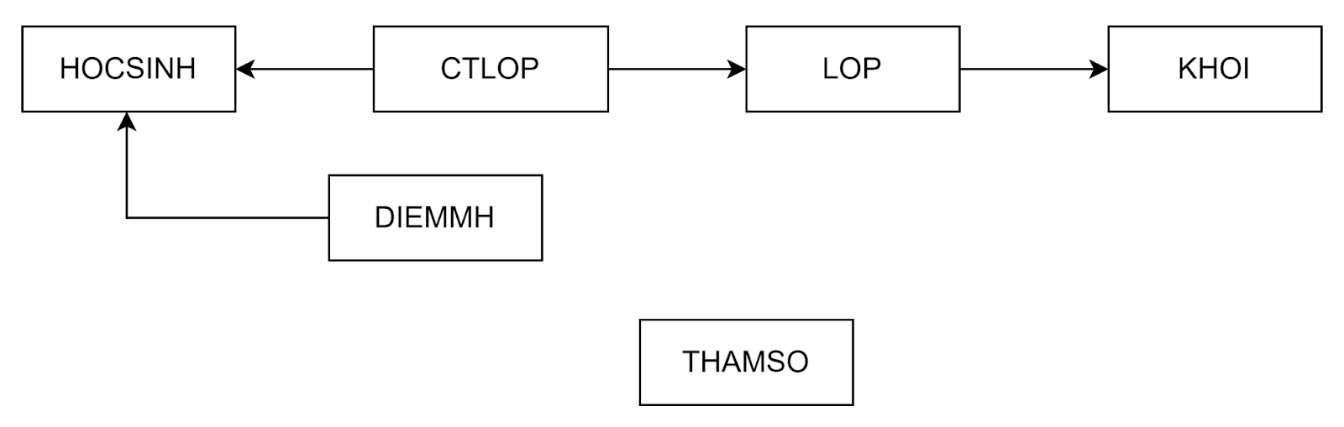 HOCSINH
CTLOP
LOP
KHOI
DIEMMH
THAMSO